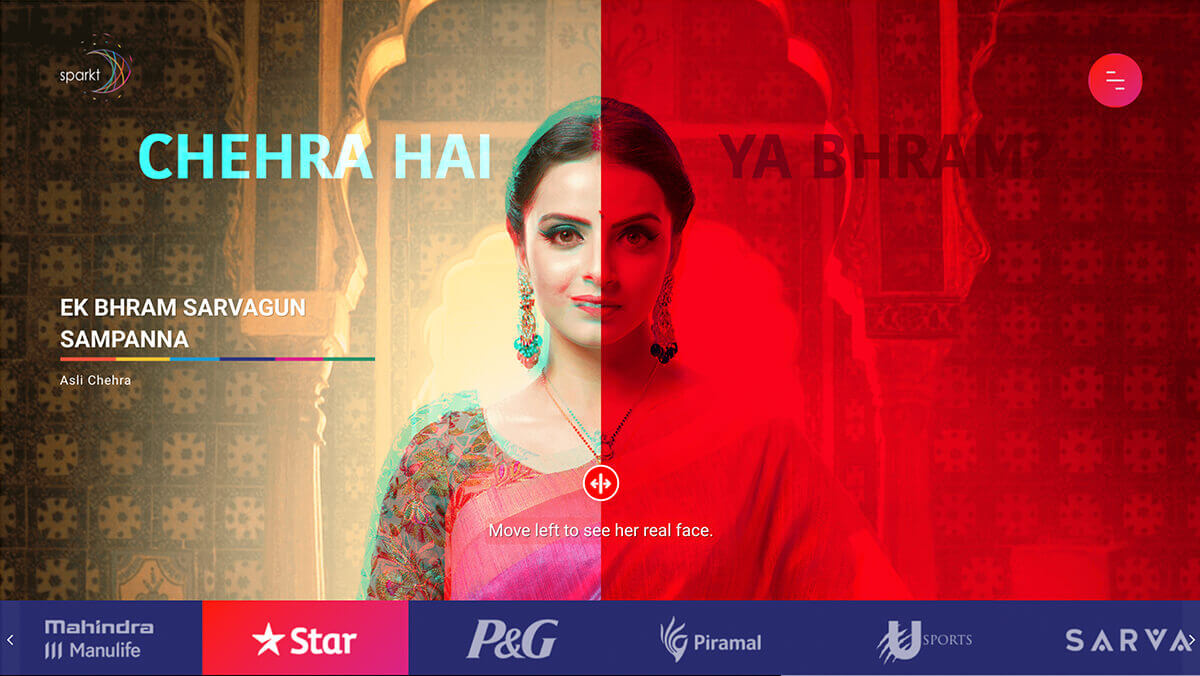 sparkt
CHEHRA HAI
YA BHRAM?
EK BHRAM SARVAGUN
SAMPANNA
Asli Chehra
Move left to see her real face.
Mahindra
Manulife
Star
P&G
Piramal
U SPORTS
SARVA